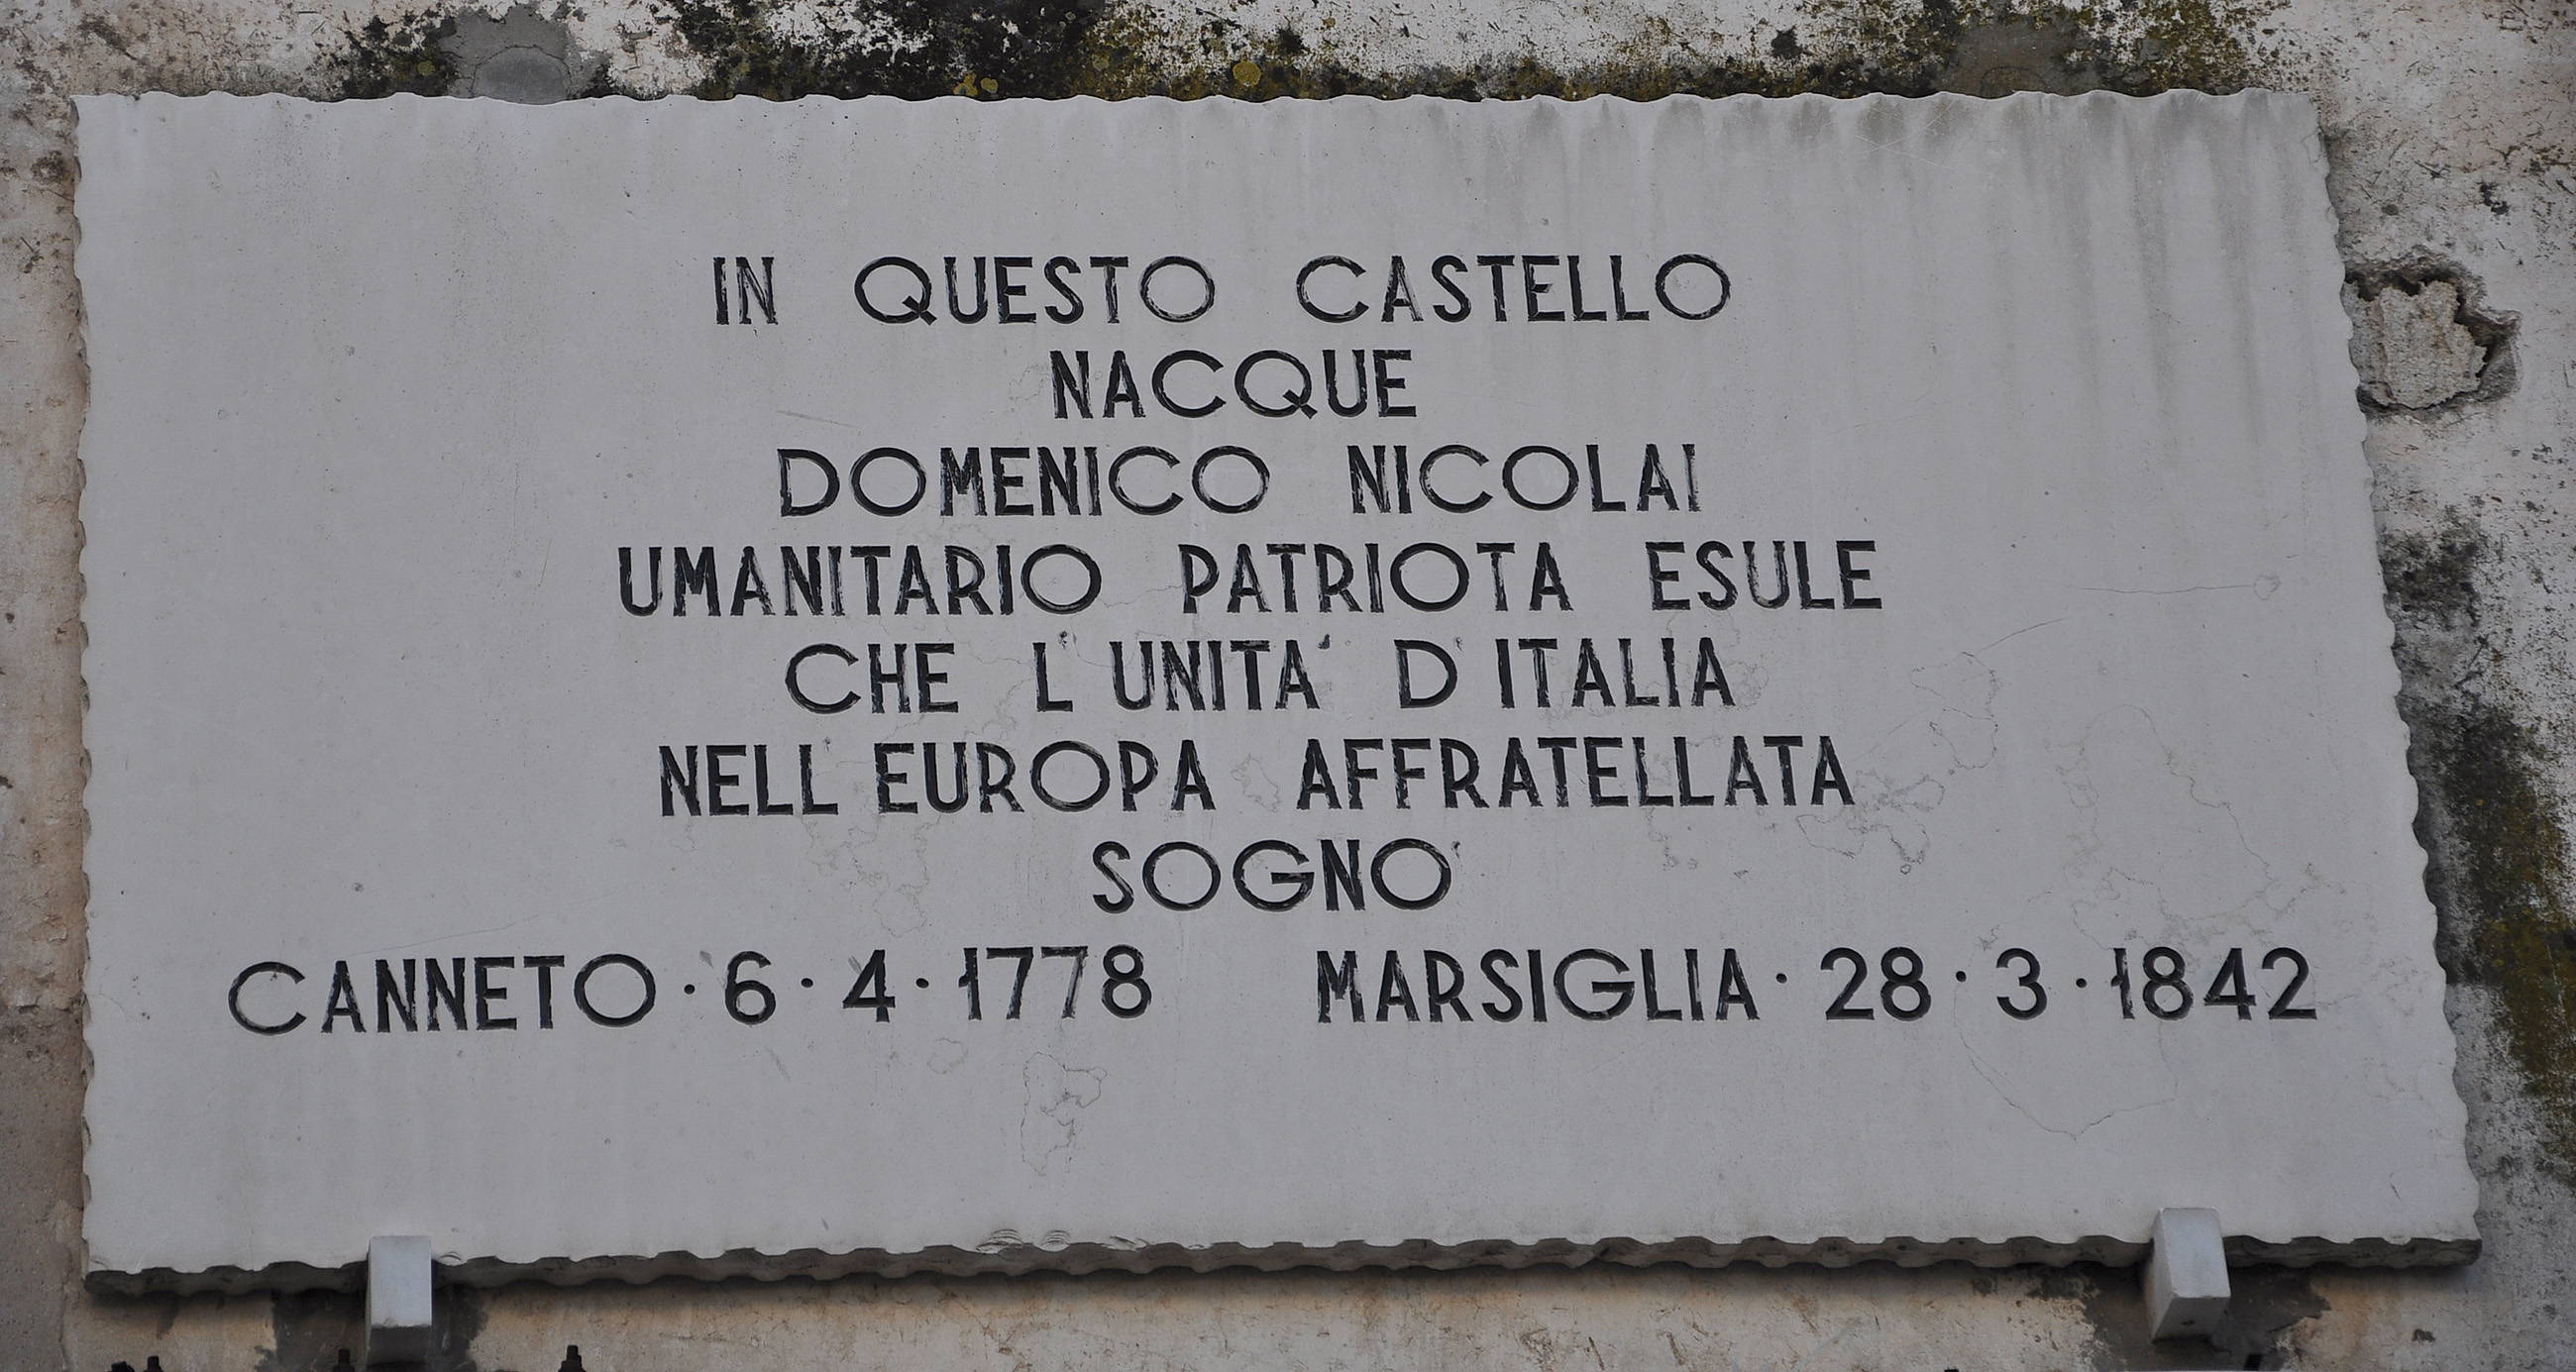 IN QUESTO CASTELLO
NACQUE
DOMENICO NICOLAI
UMANITARIO PATRIOTA ESULE
CHE L'UNITA' D'ITALIA
NELL'EUROPA AFFRATELLATA
SOGNO'
CANNETO·6·4·1778 MARSIGLIA·28·3·1842